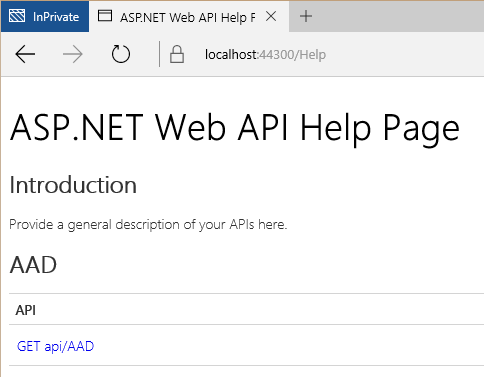 InPrivate
ASP.NET Web API Help F
localhost:44300/Help
ASP.NET Web API Help Page
Introduction
Provide a general description of your APIs here.
AAD
API
GET api/AAD